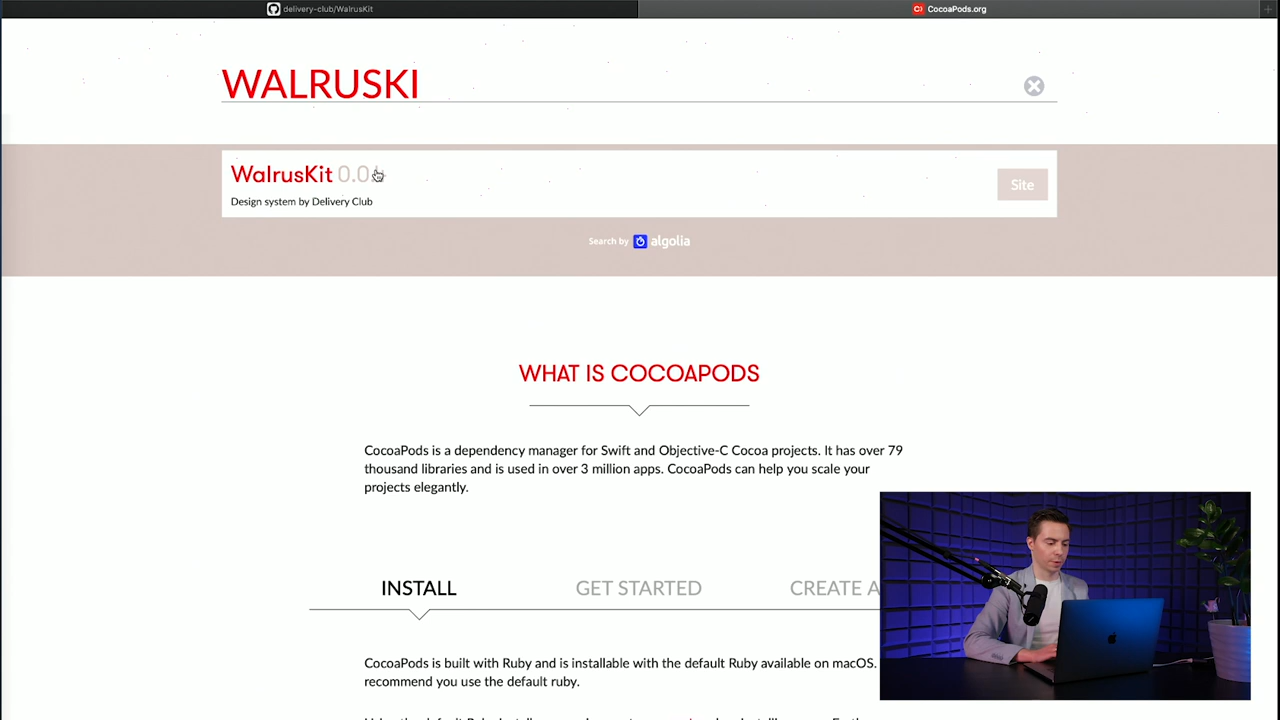 delivery-club/WalrusKit
CocoaPods.org
WALRUSKI
WalrusKit 0.0
Design system by Delivery Club
Site
Search by algolia
WHAT IS COCOAPODS
CocoaPods is a dependency manager for Swift and Objective-C Cocoa projects. It has over 79
thousand libraries and is used in over 3 million apps. CocoaPods can help you scale your
projects elegantly.
INSTALL GET STARTED CREATE A
CocoaPods is built with Ruby and is installable with the default Ruby available on macOS.
recommend you use the default ruby.